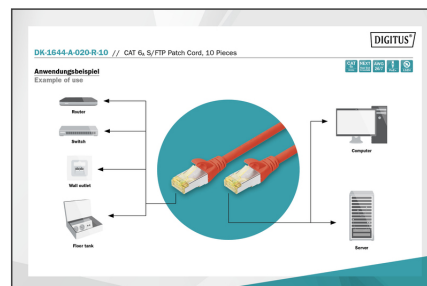 DIGITUS®
DK-1644-A-020-R-10 // CAT 6A S/FTP Patch Cord, 10 Pieces
Anwendungsbeispiel
Example of use
Router
Switch
Wall outlet
Floor tank
Computer
Server